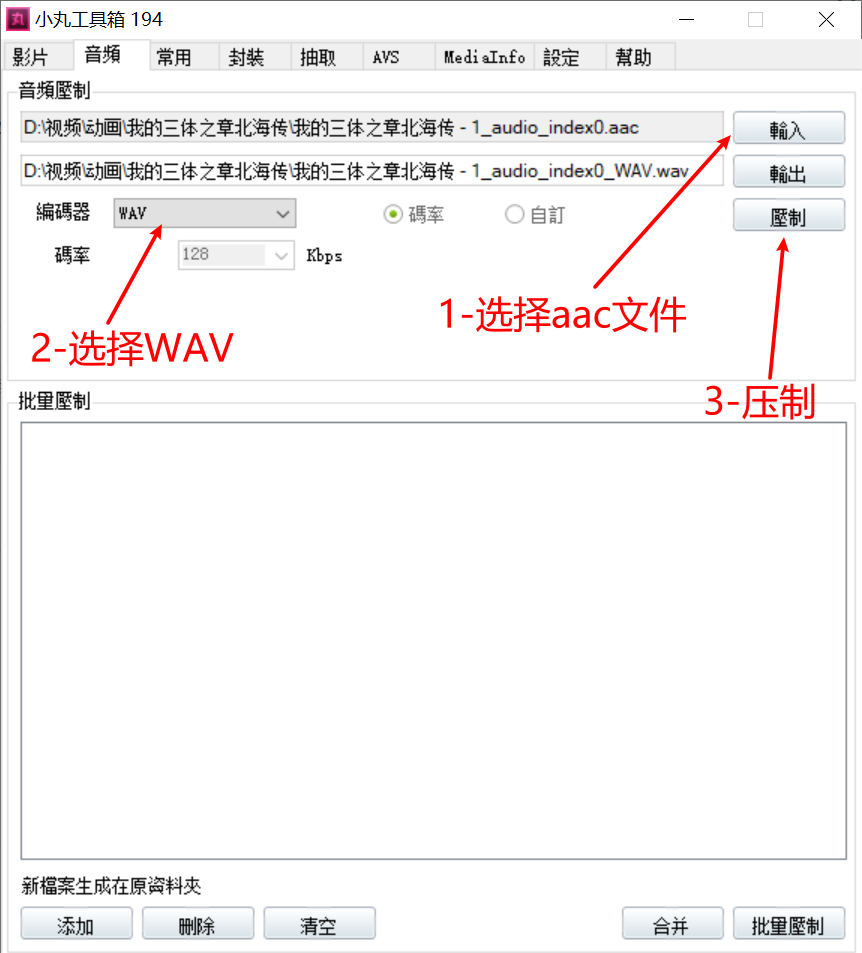 丸 小丸工具箱 194
影片 音頻 常用 封裝 抽取 AVS MediaInfo 設定 幫助
音頻壓制
D:\视频\动画\我的三体之章北海传\我的三体之章北海传 - 1_audio_index0.aac 輸入
D:\视频\动画\我的三体之章北海传\我的三体之章北海传 - 1_audio_index0_WAV.wav 輸出
編碼器 WAV 碼率 自訂 壓制
碼率 128 Kbps
1-选择aac文件
2-选择WAV
3-压制
批量壓制
新檔案生成在原資料夾
添加 刪除 清空 合并 批量壓制